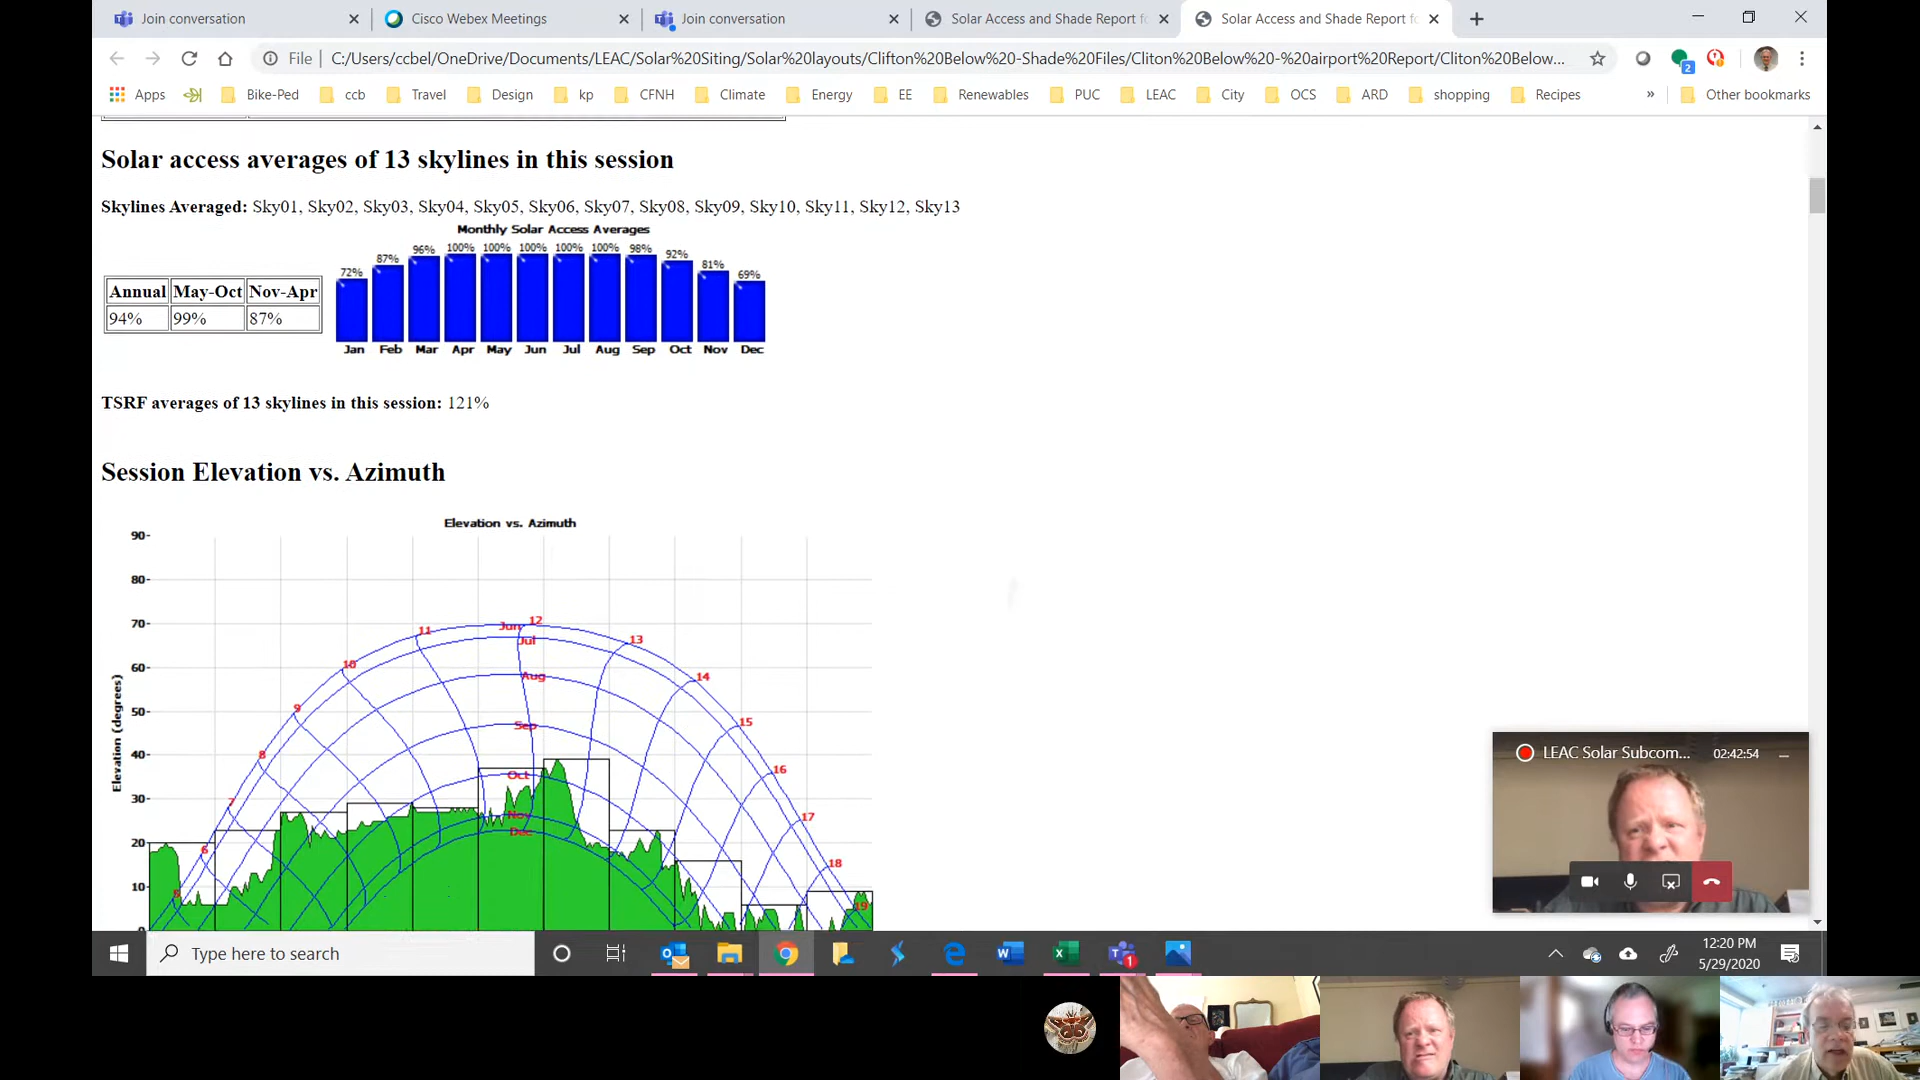 Join conversation
Cisco Webex Meetings
Join conversation
Solar Access and Shade Report fo
Solar Access and Shade Report fo
File
C:/Users/ccbel/OneDrive/Documents/LEAC/Solar%20Siting/Solar%20layouts/Clifton%20Below%20-Shade%20Files/Cliton%20Below%20-%20airport%20Report/Cliton%20Below...
Apps Bike-Ped ccb Travel Design kp CFNH Climate Energy EE Renewables PUC LEAC City OCS ARD shopping Recipes » Other bookmarks
Solar access averages of 13 skylines in this session
Skylines Averaged: Sky01, Sky02, Sky03, Sky04, Sky05, Sky06, Sky07, Sky08, Sky09, Sky10, Sky11, Sky12, Sky13
Monthly Solar Access Averages
72% 87% 96% 100% 100% 100% 100% 100% 98% 92% 81% 69%
Annual May-Oct Nov-Apr
94% 99% 87%
Jan Feb Mar Apr May Jun Jul Aug Sep Oct Nov Dec
TSRF averages of 13 skylines in this session: 121%
Session Elevation vs. Azimuth
Elevation vs. Azimuth
Elevation (degrees)
90
80
70
60
50
40
30
20
10
0
5 6 7 8 9 10 11 12 13 14 15 16 17 18 19
Jun
Jul
Aug
Sep
Oct
Nov
Dec
LEAC Solar Subcom... 02:42:54
Type here to search
1
2
12:20 PM
5/29/2020